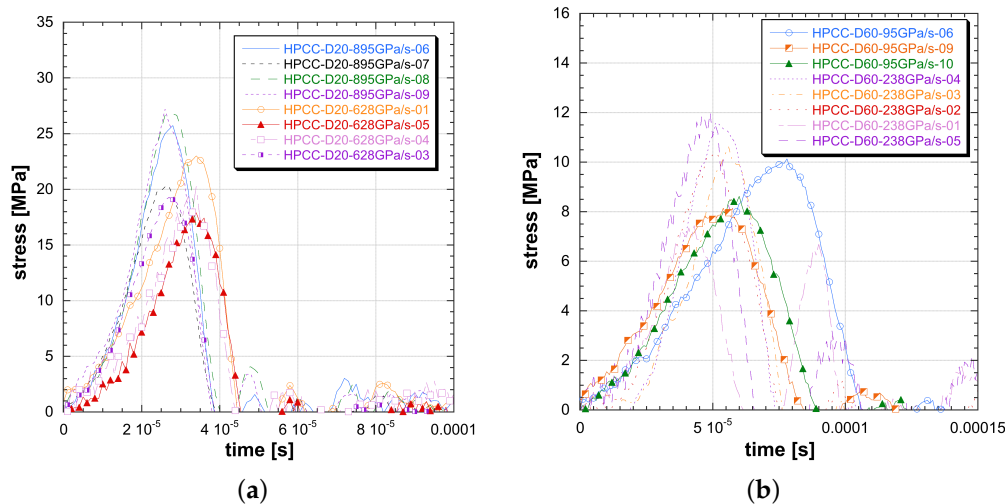 35
30
25
20
15
10
5
0
stress [MPa]
HPCC-D20-895GPa/s-06
HPCC-D20-895GPa/s-07
HPCC-D20-895GPa/s-08
HPCC-D20-895GPa/s-09
HPCC-D20-628GPa/s-01
HPCC-D20-628GPa/s-05
HPCC-D20-628GPa/s-04
HPCC-D20-628GPa/s-03
0 2 10⁻⁵ 4 10⁻⁵ 6 10⁻⁵ 8 10⁻⁵ 0.0001
time [s]
(a)
16
14
12
10
8
6
4
2
0
stress [MPa]
HPCC-D60-95GPa/s-06
HPCC-D60-95GPa/s-09
HPCC-D60-95GPa/s-10
HPCC-D60-238GPa/s-04
HPCC-D60-238GPa/s-03
HPCC-D60-238GPa/s-02
HPCC-D60-238GPa/s-01
HPCC-D60-238GPa/s-05
0 5 10⁻⁵ 0.0001 0.00015
time [s]
(b)